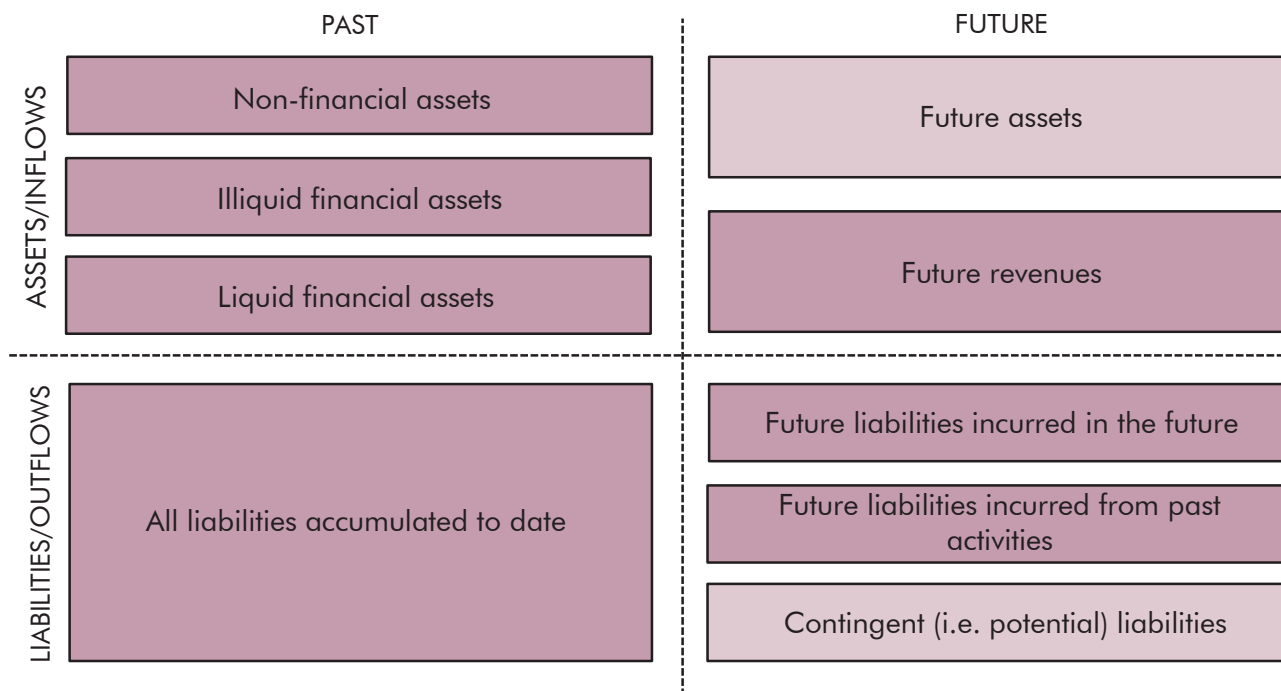 PAST
FUTURE
ASSETS/INFLOWS
Non-financial assets
Illiquid financial assets
Liquid financial assets
Future assets
Future revenues
LIABILITIES/OUTFLOWS
All liabilities accumulated to date
Future liabilities incurred in the future
Future liabilities incurred from past
activities
Contingent (i.e. potential) liabilities